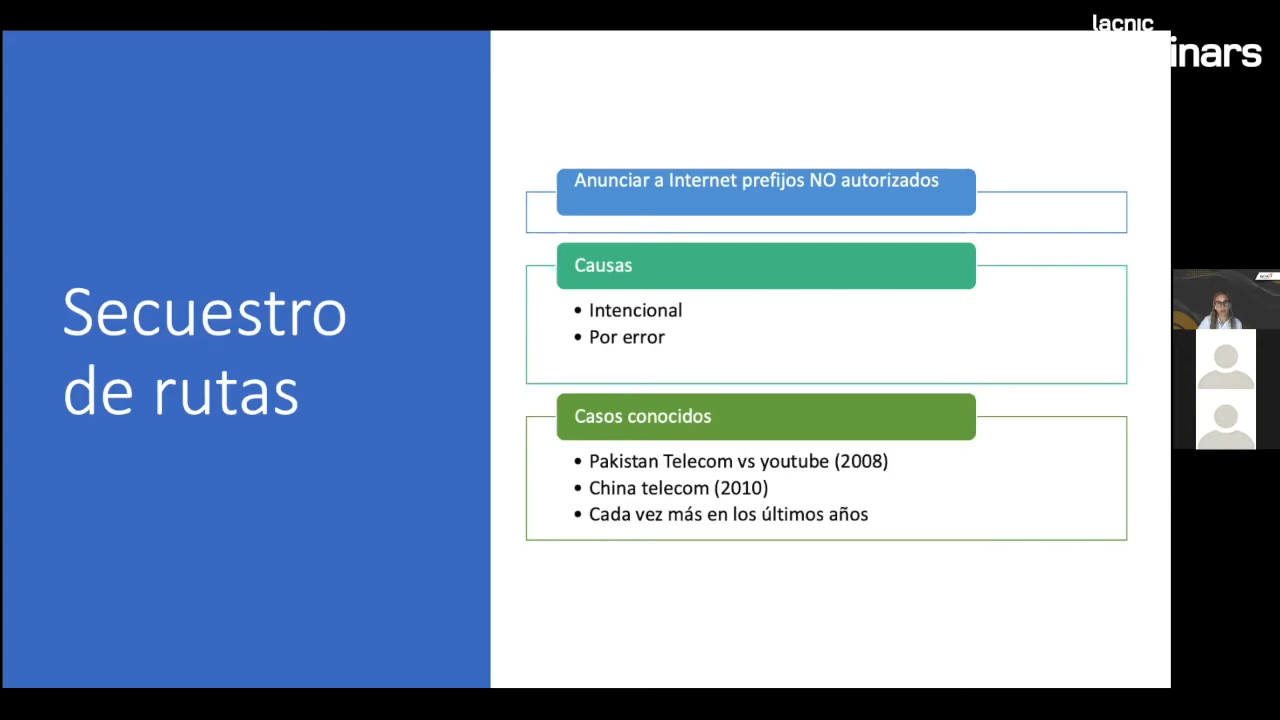 lacnic
inars
Secuestro
de rutas
Anunciar a Internet prefijos NO autorizados
Causas
• Intencional
• Por error
Casos conocidos
• Pakistan Telecom vs youtube (2008)
• China telecom (2010)
• Cada vez más en los últimos años